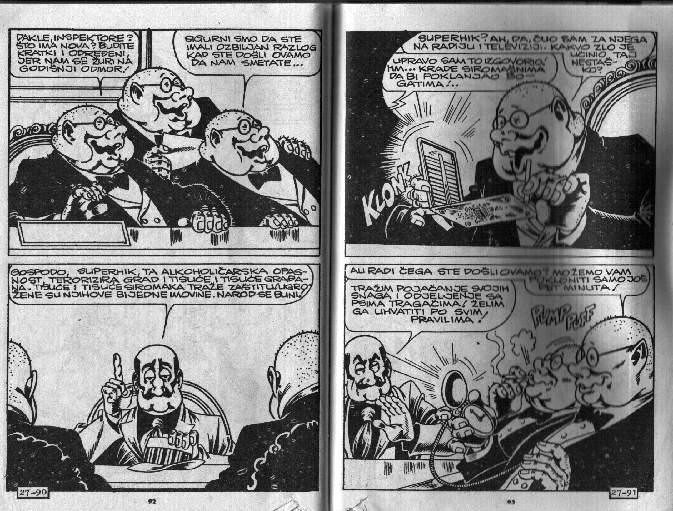 DAKLE, INSPEKTORE?
ŠTO IMA NOVA? BUDITE
KRATKI I ODREĐENI,
JER NAM SE ŽURI NA
GODIŠNJI ODMOR!
SIGURNI SMO DA STE
IMALI OZBILJAN RAZLOG
KAD STE DOŠLI OVAMO
DA NAM SMETATE...
GOSPODO, SUPERHIK, TA ALKOHOLIČARSKA OPAS-
NOST, TERORIZIRA GRAD I TISUĆE I TISUĆE GRAĐA-
NA. TISUĆE I TISUĆE SIROMAKA TRAŽE ZAŠTITU. UGRO-
ŽENE SU NJIHOVE BIJEDNE IMOVINE. NAROD SE BUNI.
27-90
92
SUPERHIK? AH, DA, ČUO SAM ZA NJEGA
NA RADIJU I TELEVIZIJI. KAKVO ZLO JE
UČINIO, TAJ
NESTAŠ-
KO?
UPRAVO SAM TO IZGOVORIO!
HM... KRADE SIROMASIMA
DA BI POKLANJAO BO-
GATIMA!..
KLONK
ALI RADI ČEGA STE DOŠLI OVAMO? MOŽEMO VAM
POKLONITI SAMO JOŠ
MINUTA!
TRAŽIM POJAČANJE SVOJIH
SNAGA I ODJELJENJE SA
PSIMA TRAGAČIMA! ŽELIM
GA UHVATITI PO SVIM
PRAVILIMA!
PUMP PUFF
27-91
93